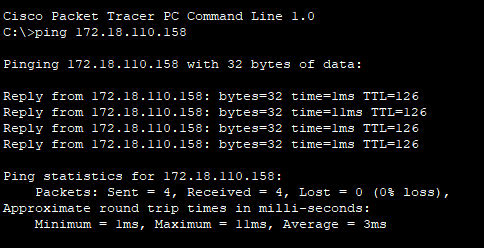 Cisco Packet Tracer PC Command Line 1.0
C:\>ping 172.18.110.158
Pinging 172.18.110.158 with 32 bytes of data:
Reply from 172.18.110.158: bytes=32 time=1ms TTL=126
Reply from 172.18.110.158: bytes=32 time=11ms TTL=126
Reply from 172.18.110.158: bytes=32 time=1ms TTL=126
Reply from 172.18.110.158: bytes=32 time=1ms TTL=126
Ping statistics for 172.18.110.158:
Packets: Sent = 4, Received = 4, Lost = 0 (0% loss),
Approximate round trip times in milli-seconds:
Minimum = 1ms, Maximum = 11ms, Average = 3ms